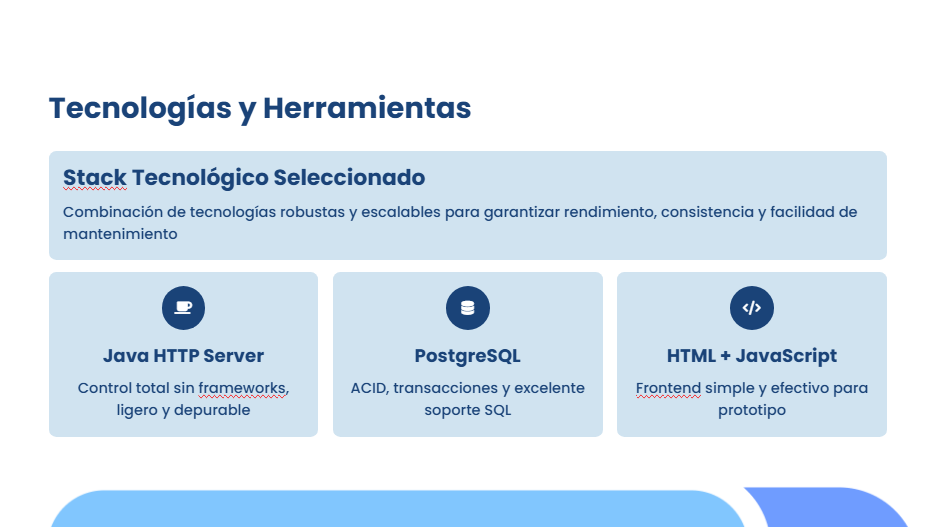 Tecnologías y Herramientas
Stack Tecnológico Seleccionado
Combinación de tecnologías robustas y escalables para garantizar rendimiento, consistencia y facilidad de
mantenimiento
Java HTTP Server
Control total sin frameworks,
ligero y depurable
PostgreSQL
ACID, transacciones y excelente
soporte SQL
HTML + JavaScript
Frontend simple y efectivo para
prototipo